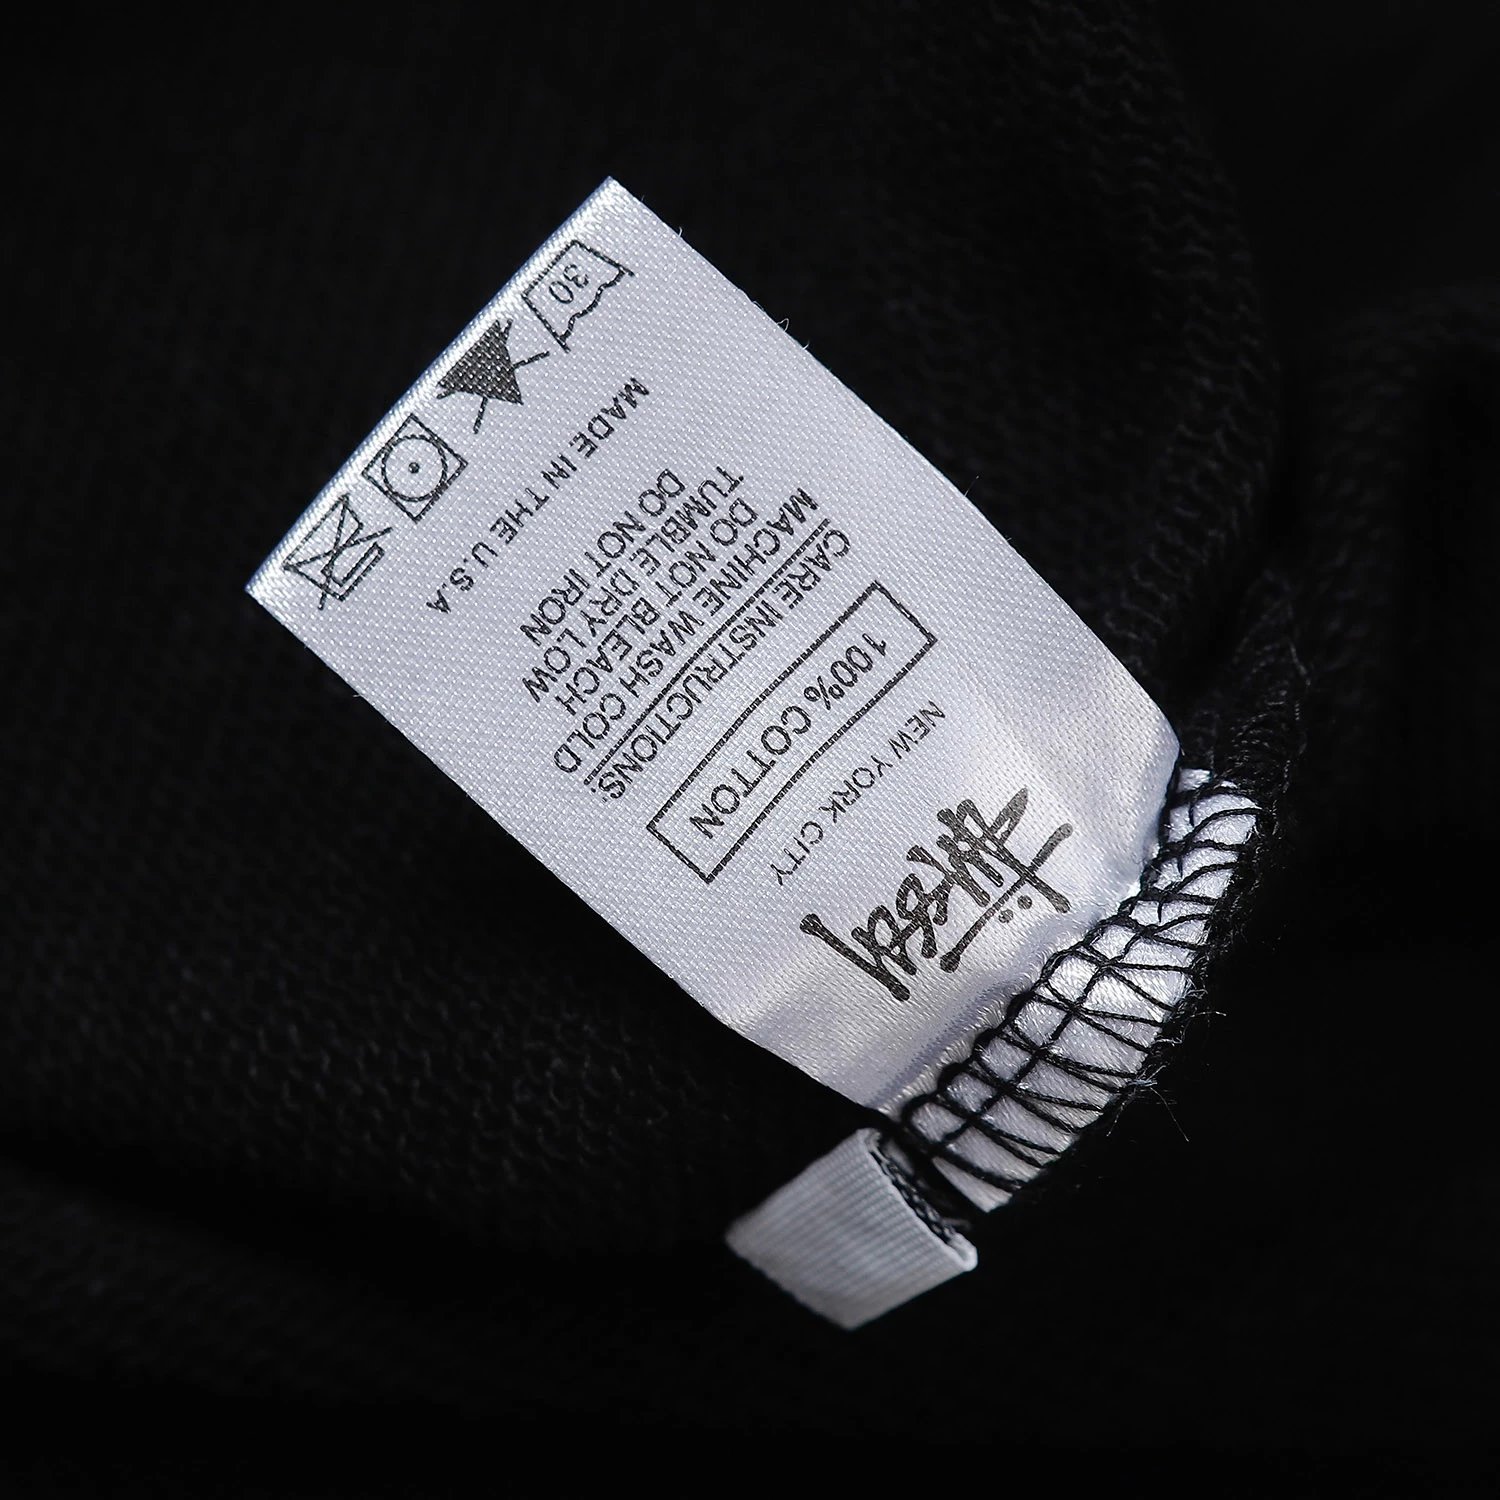 Stüssy
NEW YORK CITY
100% COTTON
CARE INSTRUCTIONS:
MACHINE WASH COLD
DO NOT BLEACH
TUMBLE DRY LOW
DO NOT IRON
MADE IN THE U.S.A
30